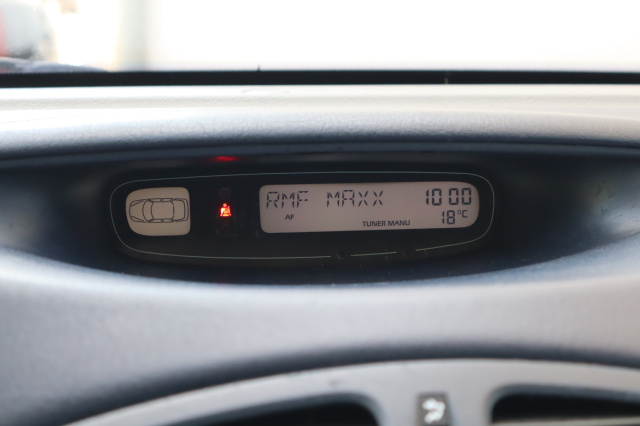 RMF MAXX 10:00
AF TUNER MANU 18°C